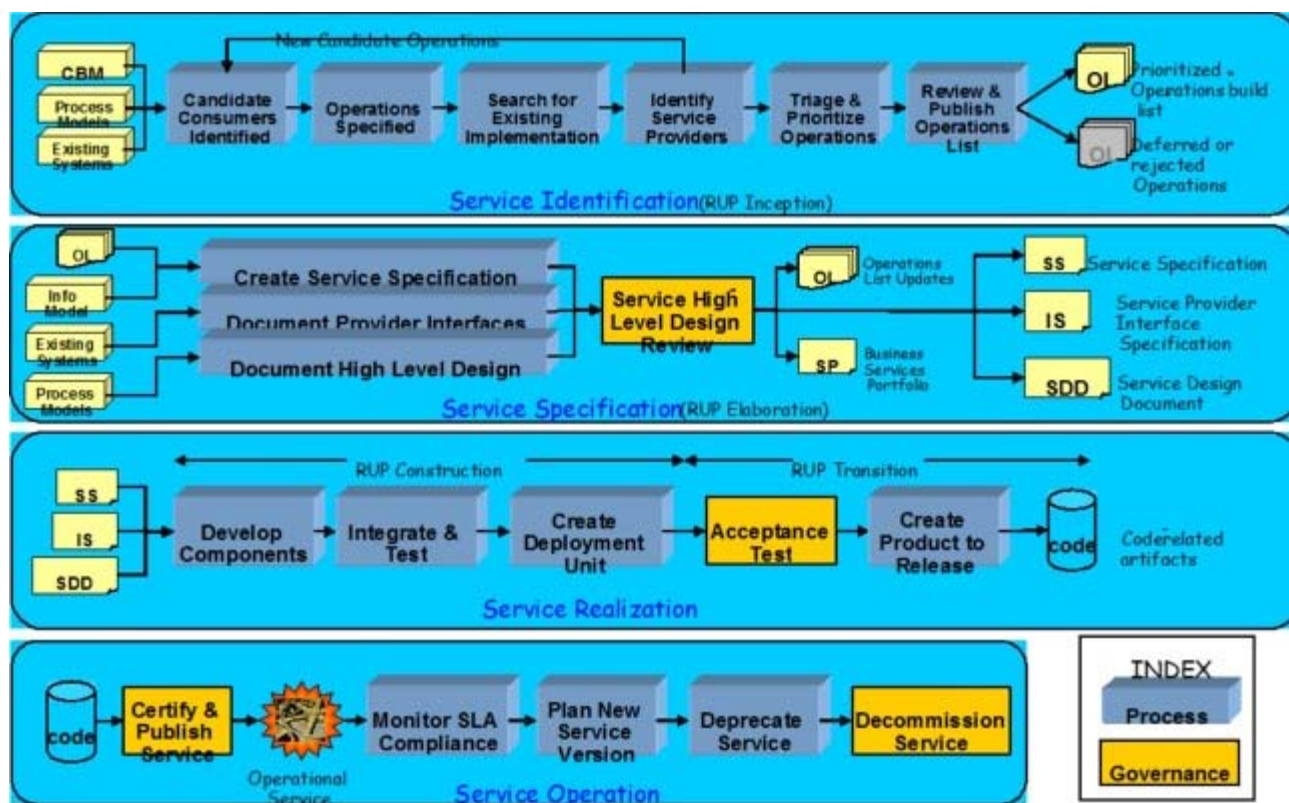 New Candidate Operations
CBM
Process
Models
Existing
Systems
Candidate
Consumers
Identified
Operations
Specified
Search for
Existing
Implementation
Identify
Service
Providers
Triage &
Prioritize
Operations
Review &
Publish
Operations
List
OL
Prioritized
Operations build
list
OL
Deferred or
rejected
Operations
Service Identification(RUP Inception)
OL
Info
Model
Existing
Systems
Process
Models
Create Service Specification
Document Provider Interfaces
Document High Level Design
Service High
Level Design
Review
OL
Operations
List Updates
SP
Business
Services
Portfolio
SS
Service Specification
IS
Service Provider
Interface
Specification
SDD
Service Design
Document
Service Specification(RUP Elaboration)
RUP Construction
RUP Transition
SS
IS
SDD
Develop
Components
Integrate &
Test
Create
Deployment
Unit
Acceptance
Test
Create
Product to
Release
code
Coderelated
artifacts
Service Realization
code
Certify &
Publish
Service
Operational
Service
Monitor SLA
Compliance
Plan New
Service
Version
Deprecate
Service
Decommission
Service
Service Operation
INDEX
Process
Governance